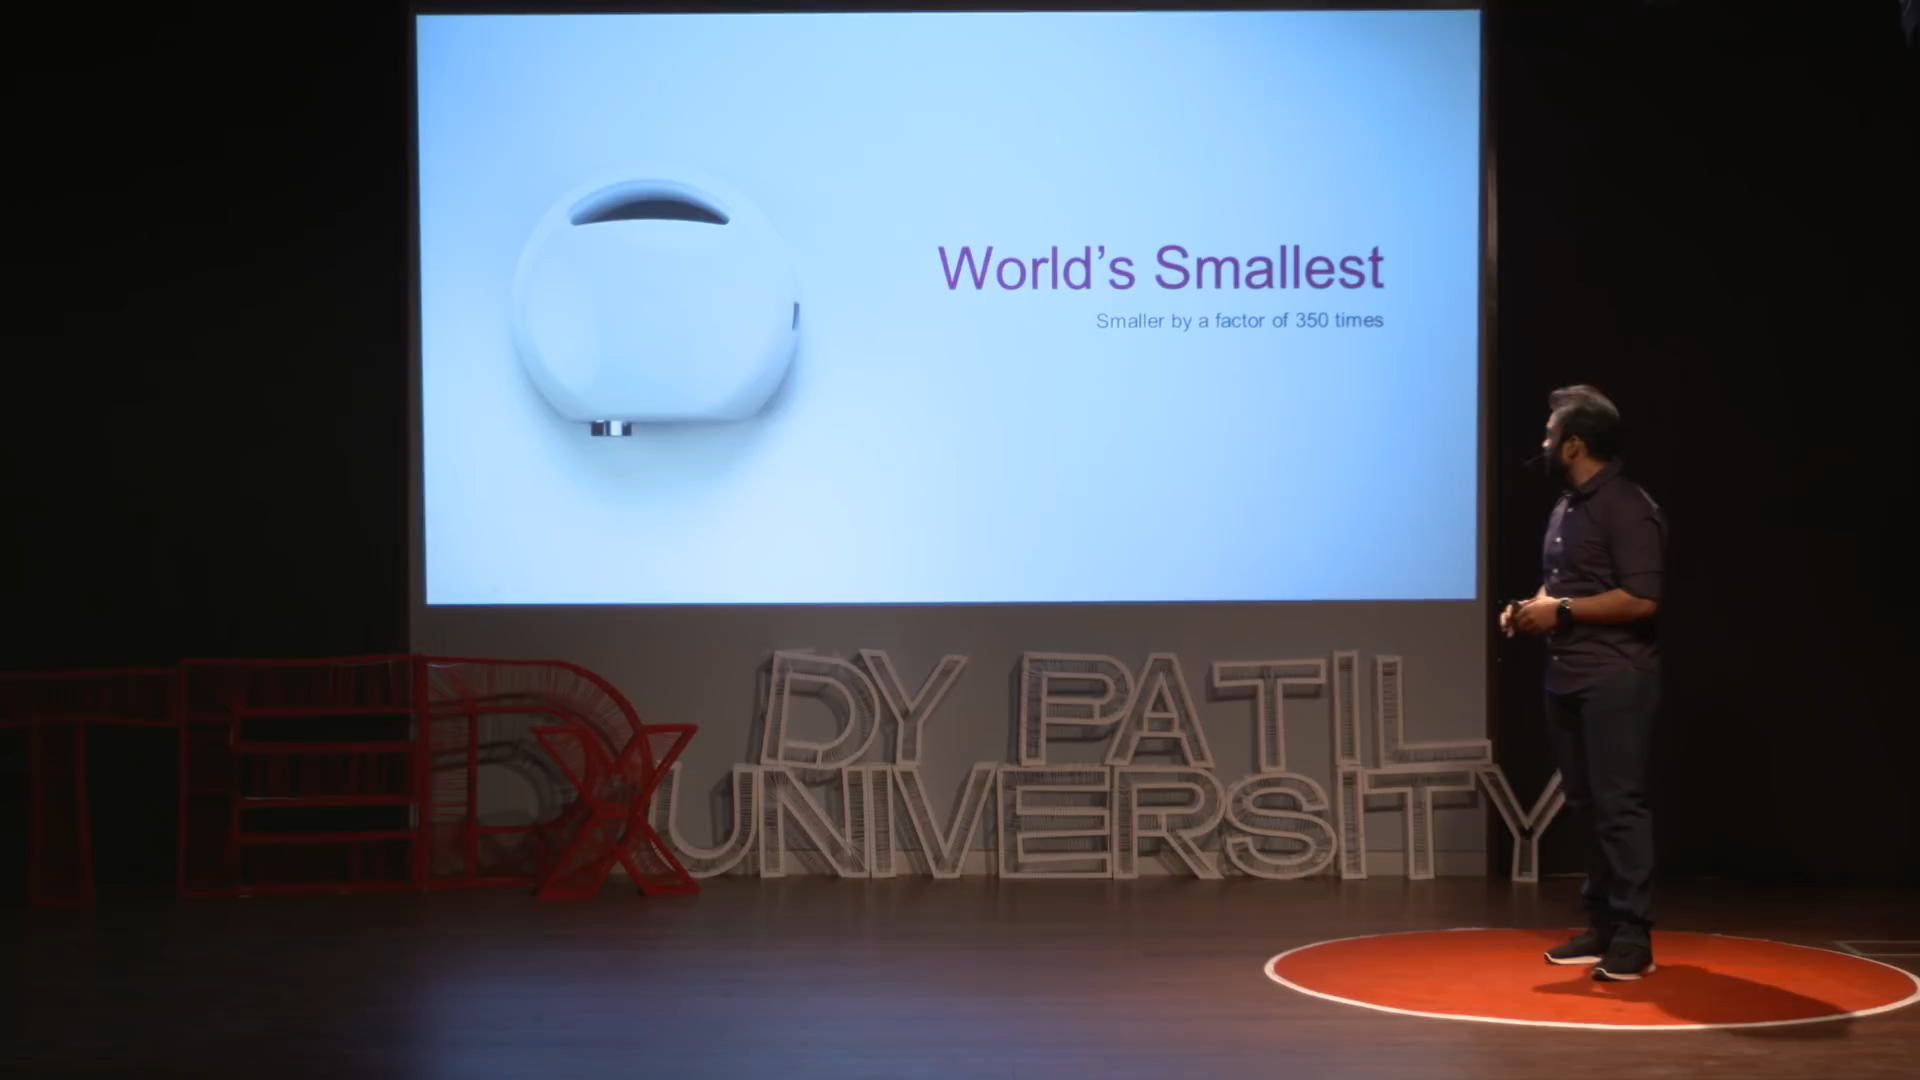 World’s Smallest
Smaller by a factor of 350 times
TEDx
DY PATIL
UNIVERSITY